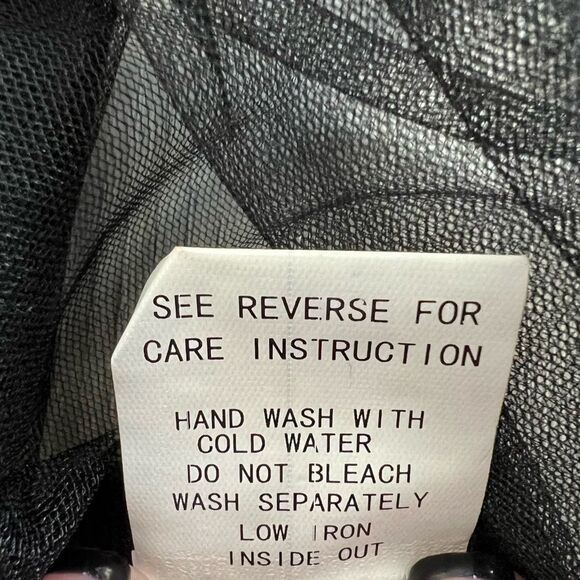 SEE REVERSE FOR
CARE INSTRUCTION
HAND WASH WITH
COLD WATER
DO NOT BLEACH
WASH SEPARATELY
LOW IRON
INSIDE OUT